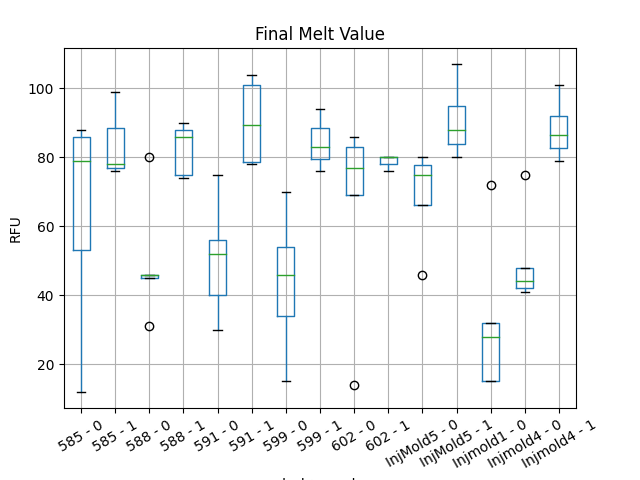 Final Melt Value
RFU
100
80
60
40
20
585 - 0
585 - 1
588 - 0
588 - 1
591 - 0
591 - 1
599 - 0
599 - 1
602 - 0
602 - 1
InjMold5 - 0
InjMold5 - 1
Injmold1 - 0
Injmold4 - 0
Injmold4 - 1